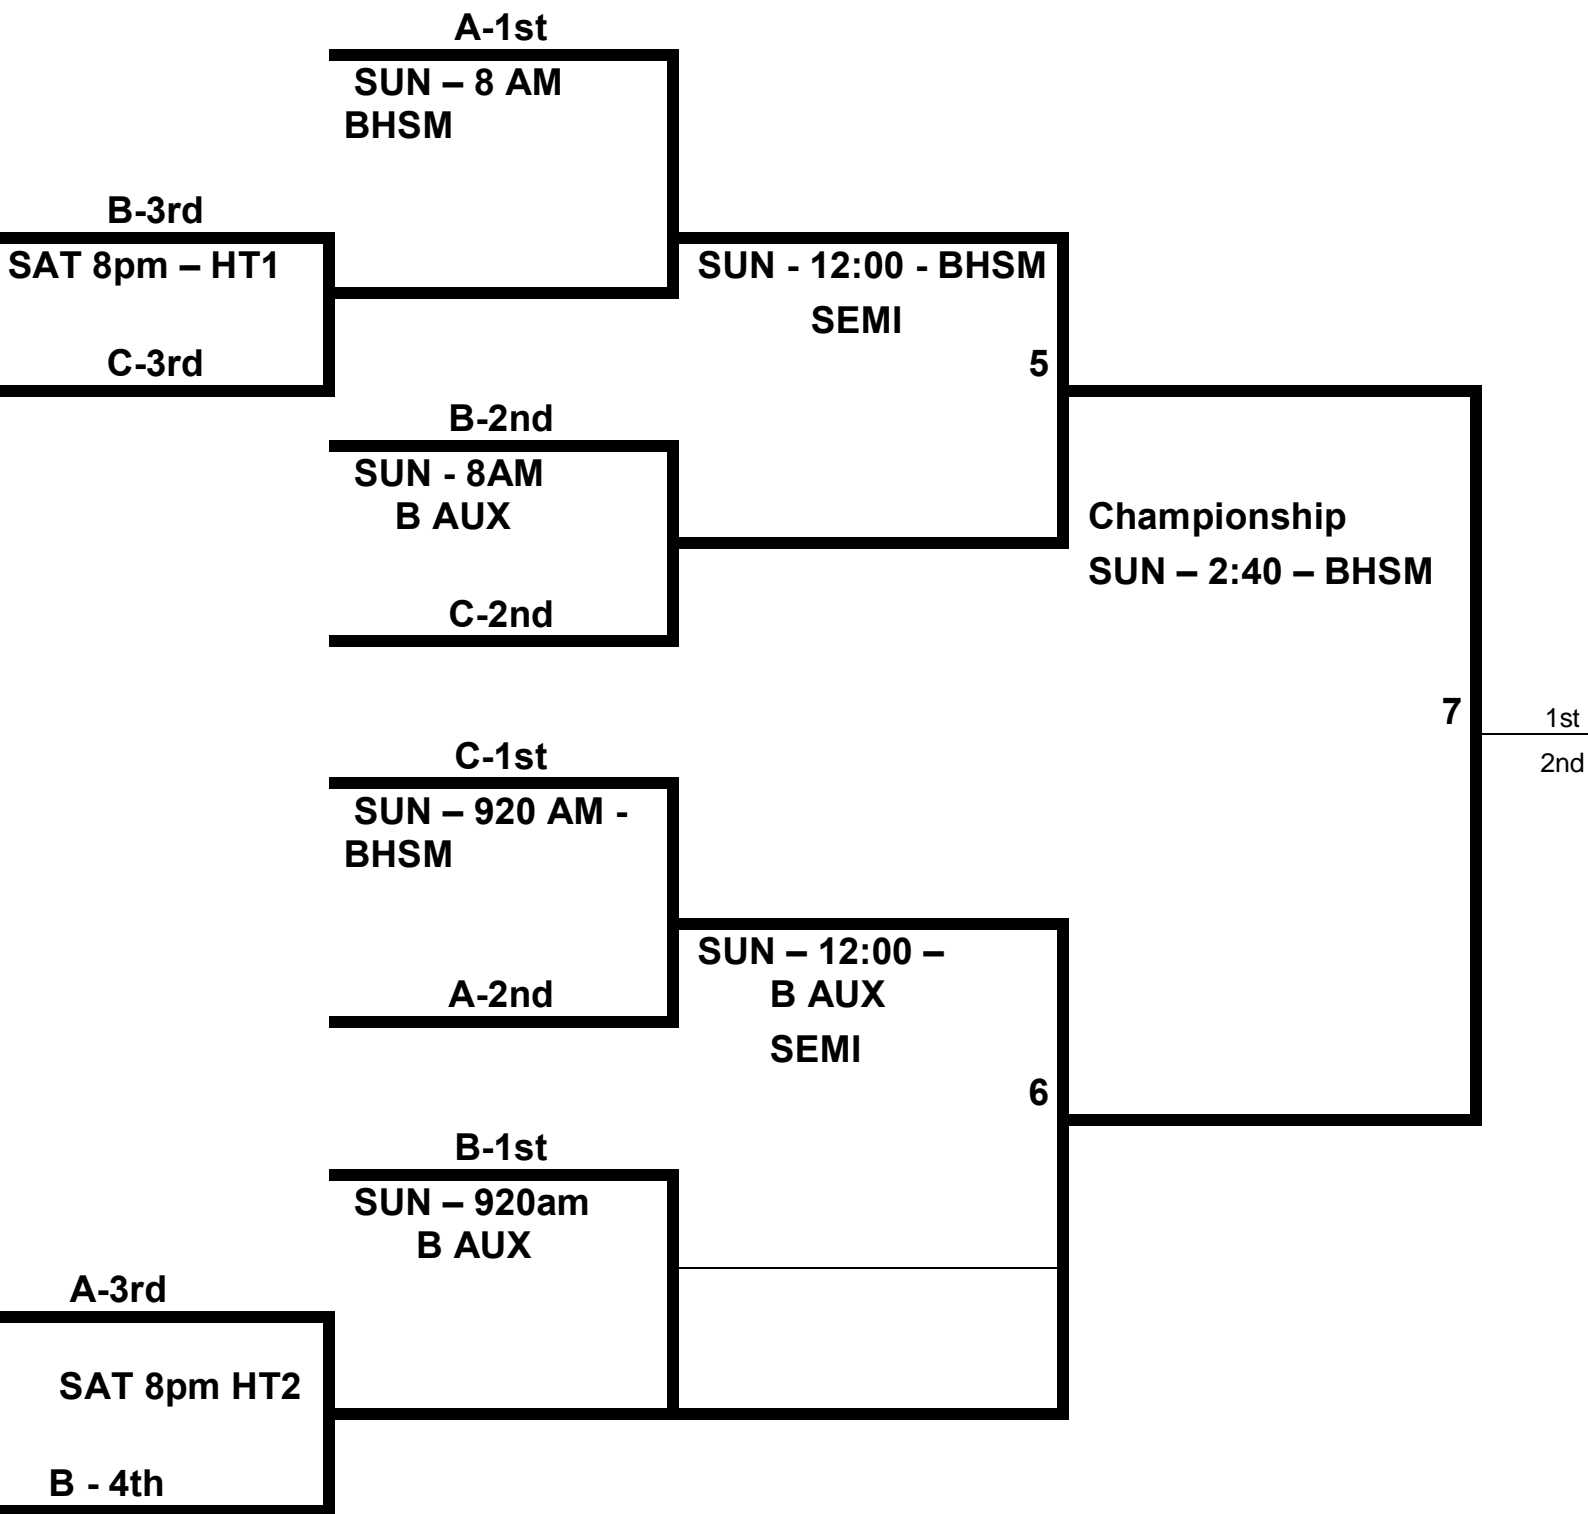 A-1st
SUN – 8 AM
BHSM
B-3rd
SAT 8pm – HT1
SUN - 12:00 - BHSM
SEMI
C-3rd
5
B-2nd
SUN - 8AM
B AUX
Championship
SUN – 2:40 – BHSM
C-2nd
7
1st
2nd
C-1st
SUN – 920 AM -
BHSM
SUN – 12:00 –
B AUX
A-2nd
SEMI
6
B-1st
SUN – 920am
B AUX
A-3rd
SAT 8pm HT2
B - 4th